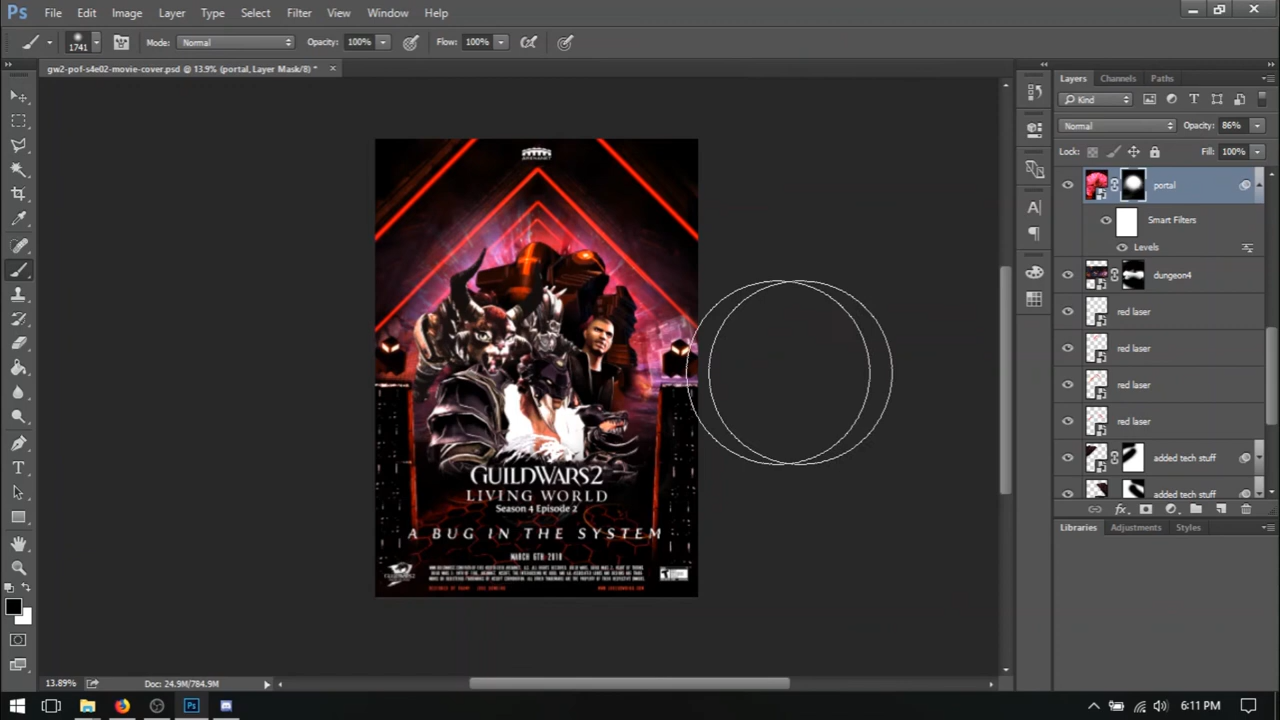 Ps File Edit Image Layer Type Select Filter View Window Help
1741 Mode: Normal Opacity: 100% Flow: 100%
gw2-pof-s4e02-movie-cover.psd @ 13.9% (portal, Layer Mask/8) * ×
Layers Channels Paths
Kind
Normal Opacity: 86%
Lock: Fill: 100%
portal
Smart Filters
Levels
dungeon4
red laser
red laser
red laser
red laser
added tech stuff
added tech stuff
fx
Libraries Adjustments Styles
ARENANET
GUILDWARS2
LIVING WORLD
Season 4 Episode 2
A BUG IN THE SYSTEM
MARCH 6TH 2018
GUILDWARS2
13.89% Doc: 24.9M/784.9M
Ps 6:11 PM